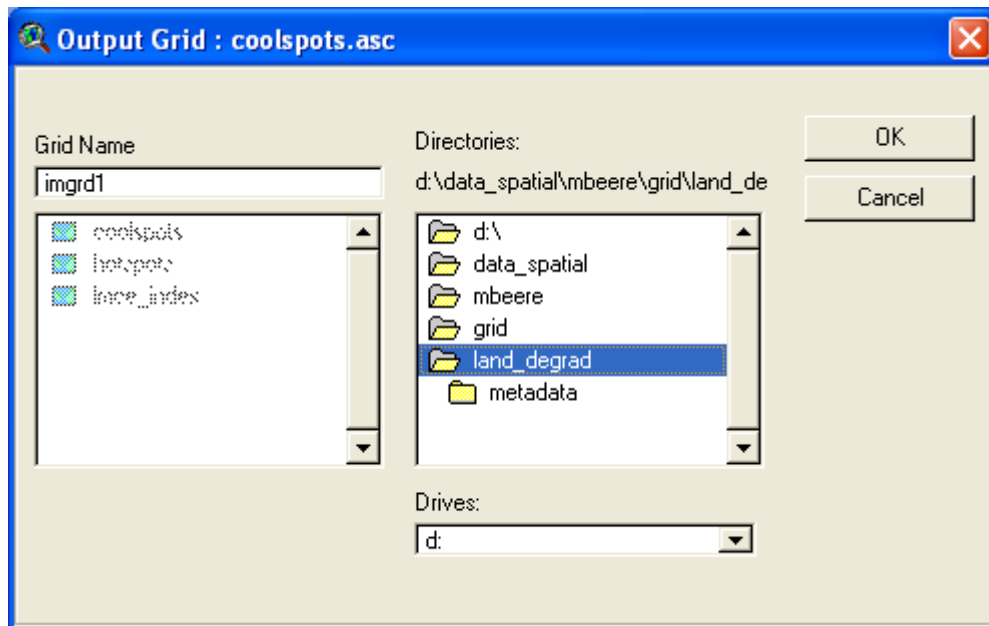 Output Grid : coolspots.asc
Grid Name
imgrd1
coolspots
hotspots
lmce_index
Directories:
d:\data_spatial\mbeere\grid\land_de
d:\
data_spatial
mbeere
grid
land_degrad
metadata
Drives:
d:
OK
Cancel